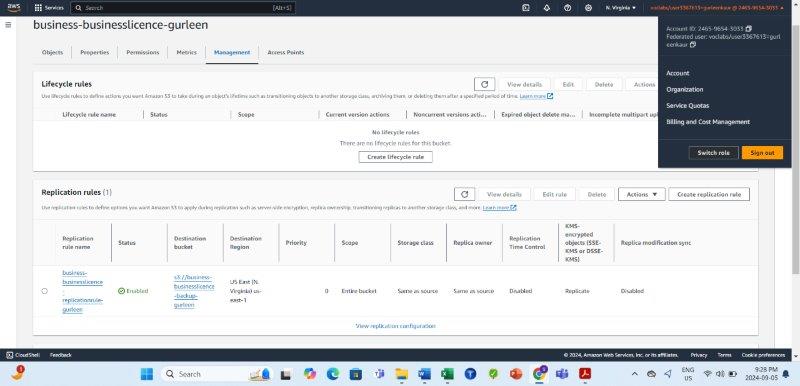 aws
Services
Search
[Alt+S]
N. Virginia
voclabs/user3367613=gurleenkaur @ 2465-9654-3033
business-businesslicence-gurleen
Objects
Properties
Permissions
Metrics
Management
Access Points
Account ID: 2465-9654-3033
Federated user: voclabs/user3367613=gurl
eenkaur
Account
Organization
Service Quotas
Billing and Cost Management
Switch role
Sign out
Lifecycle rules
View details
Edit
Delete
Actions
Use lifecycle rules to define actions you want Amazon S3 to take during an object's lifetime such as transitioning objects to another storage class, archiving them, or deleting them after a specified period of time. Learn more
Lifecycle rule name
Status
Scope
Current version actions
Noncurrent versions acti...
Expired object delete ma...
Incomplete multipart upl
No lifecycle rules
There are no lifecycle rules for this bucket.
Create lifecycle rule
Replication rules (1)
View details
Edit rule
Delete
Actions
Create replication rule
Use replication rules to define options you want Amazon S3 to apply during replication such as server-side encryption, replica ownership, transitioning replicas to another storage class, and more. Learn more
Replication
rule name
Status
Destination
bucket
Destination
Region
Priority
Scope
Storage class
Replica owner
Replication
Time Control
KMS-
encrypted
objects (SSE-
KMS or DSSE-
KMS)
Replica modification sync
business-
businesslicence
-
replicationrule-
gurleen
Enabled
s3://business-
businesslicence
-backup-
gurleen
US East (N.
Virginia) us-
east-1
0
Entire bucket
Same as source
Same as source
Disabled
Replicate
Disabled
View replication configuration
CloudShell
Feedback
© 2024, Amazon Web Services, Inc. or its affiliates.
Privacy
Terms
Cookie preferences
Search
ENG
US
9:28 PM
2024-09-05